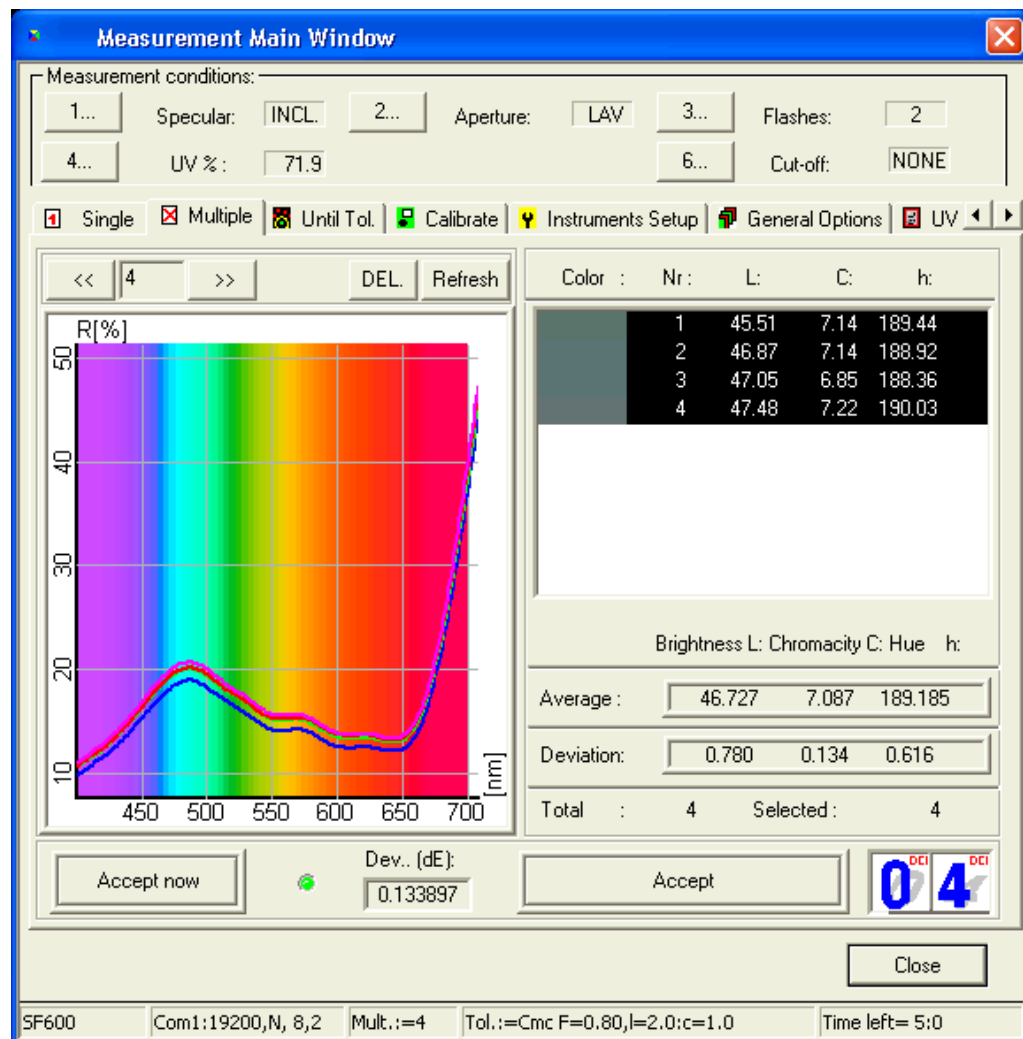 Measurement Main Window
Measurement conditions:
1... Specular: INCL. 2... Aperture: LAV 3... Flashes: 2
4... UV % : 71.9 6... Cut-off: NONE
1 Single Multiple Until Tol. Calibrate Instruments Setup General Options UV
<< 4 >> DEL. Refresh
R[%]
50
40
30
20
10
450 500 550 600 650 700
[nm]
Color : Nr : L: C: h:
1 45.51 7.14 189.44
2 46.87 7.14 188.92
3 47.05 6.85 188.36
4 47.48 7.22 190.03
Brightness L: Chromacity C: Hue h:
Average : 46.727 7.087 189.185
Deviation: 0.780 0.134 0.616
Total : 4 Selected : 4
Accept now
Dev.. (dE):
0.133897
Accept
0 DCI 4 DCI
Close
SF600 Com1:19200,N, 8,2 Mult.:=4 Tol.:=Cmc F=0.80,l=2.0:c=1.0 Time left= 5:0